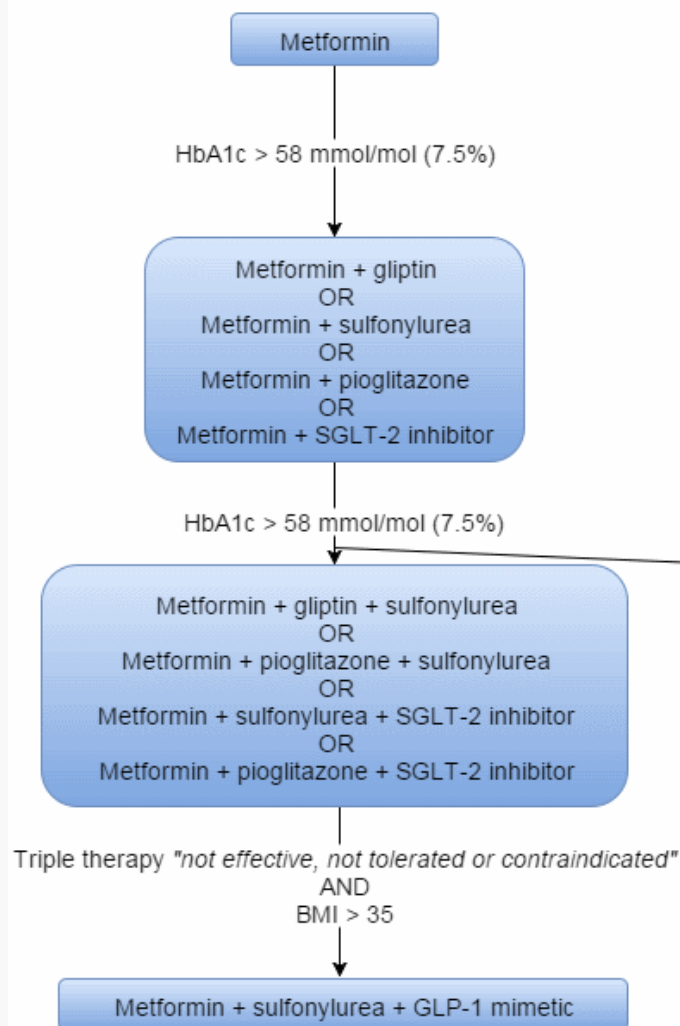 Metformin
HbA1c > 58 mmol/mol (7.5%)
Metformin + gliptin
OR
Metformin + sulfonylurea
OR
Metformin + pioglitazone
OR
Metformin + SGLT-2 inhibitor
HbA1c > 58 mmol/mol (7.5%)
Metformin + gliptin + sulfonylurea
OR
Metformin + pioglitazone + sulfonylurea
OR
Metformin + sulfonylurea + SGLT-2 inhibitor
OR
Metformin + pioglitazone + SGLT-2 inhibitor
Triple therapy "not effective, not tolerated or contraindicated"
AND
BMI > 35
Metformin + sulfonylurea + GLP-1 mimetic